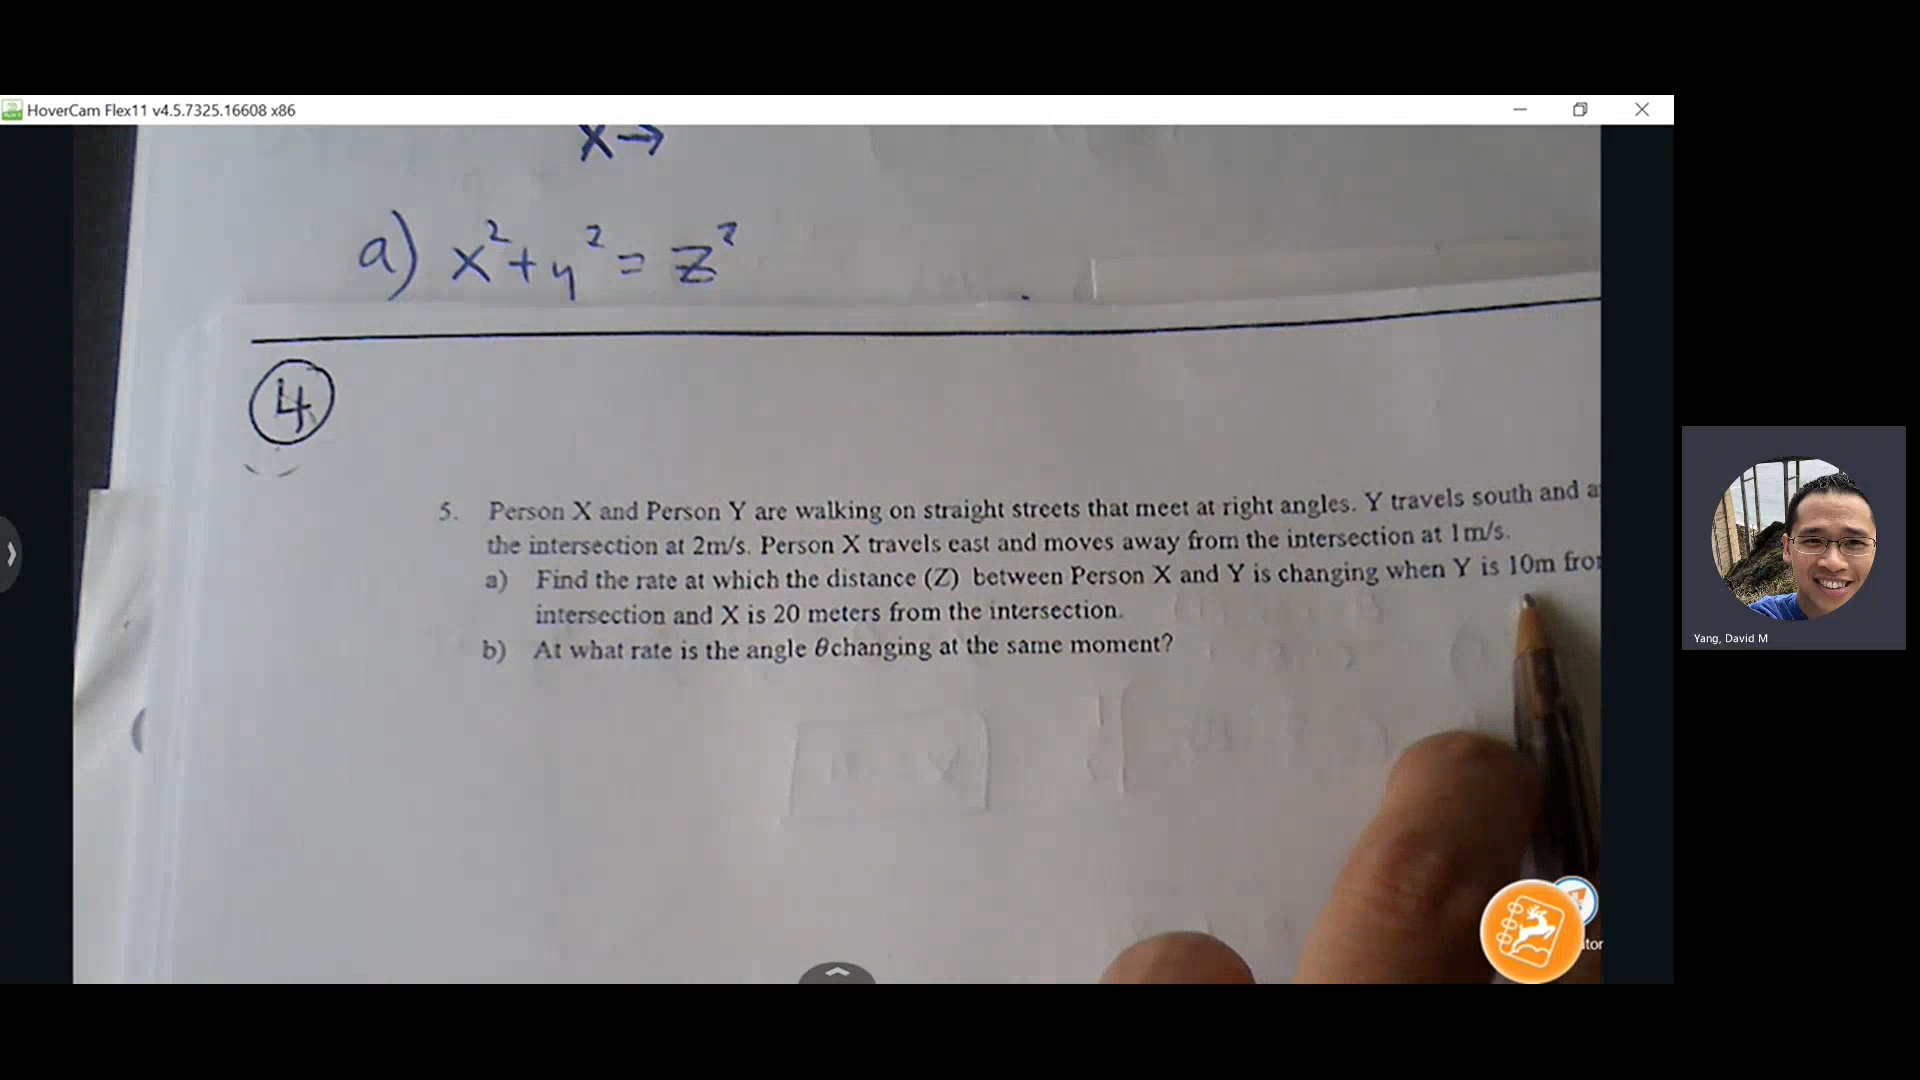 HoverCam Flex11 v4.5.7325.16608 x86
X→
a) x² + y² = z²
4
5. Person X and Person Y are walking on straight streets that meet at right angles. Y travels south and
the intersection at 2m/s. Person X travels east and moves away from the intersection at 1m/s.
a) Find the rate at which the distance (Z) between Person X and Y is changing when Y is 10m
intersection and X is 20 meters from the intersection.
b) At what rate is the angle θ changing at the same moment?
Yang, David M